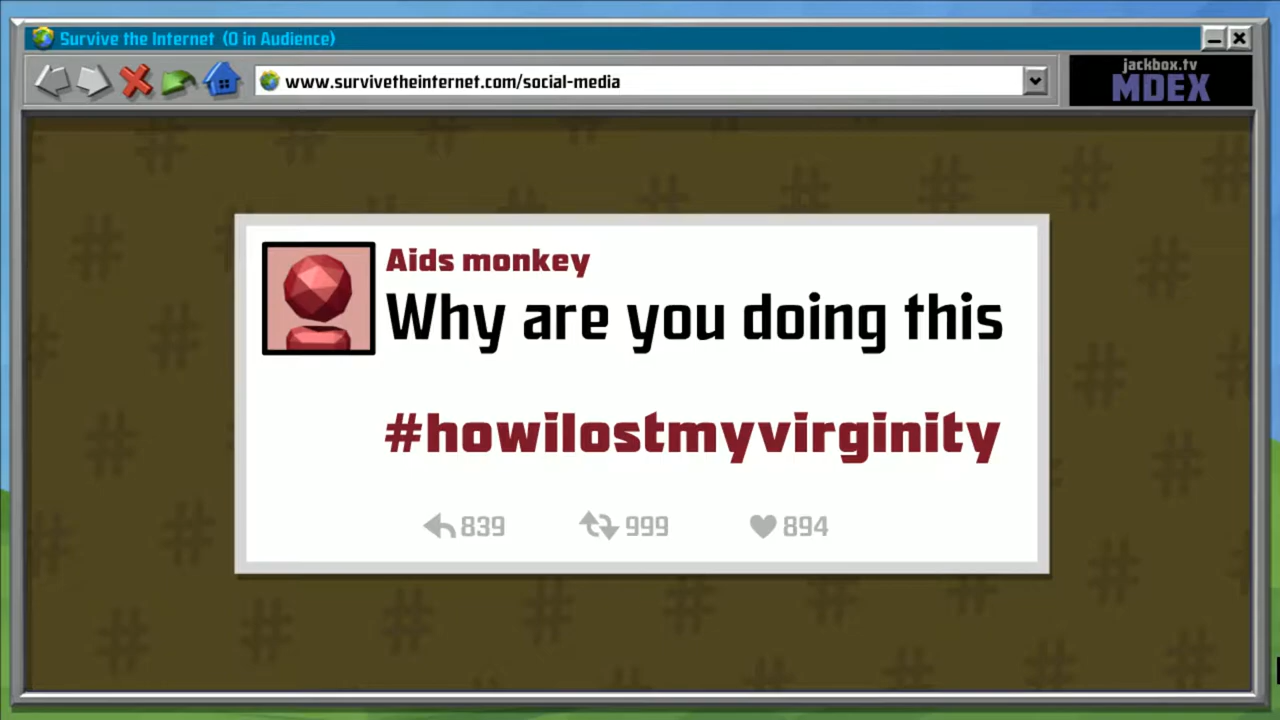 Survive the Internet (0 in Audience)
www.survivetheinternet.com/social-media
jackbox.tv
MDEX
Aids monkey
Why are you doing this
#howilostmyvirginity
839 999 894